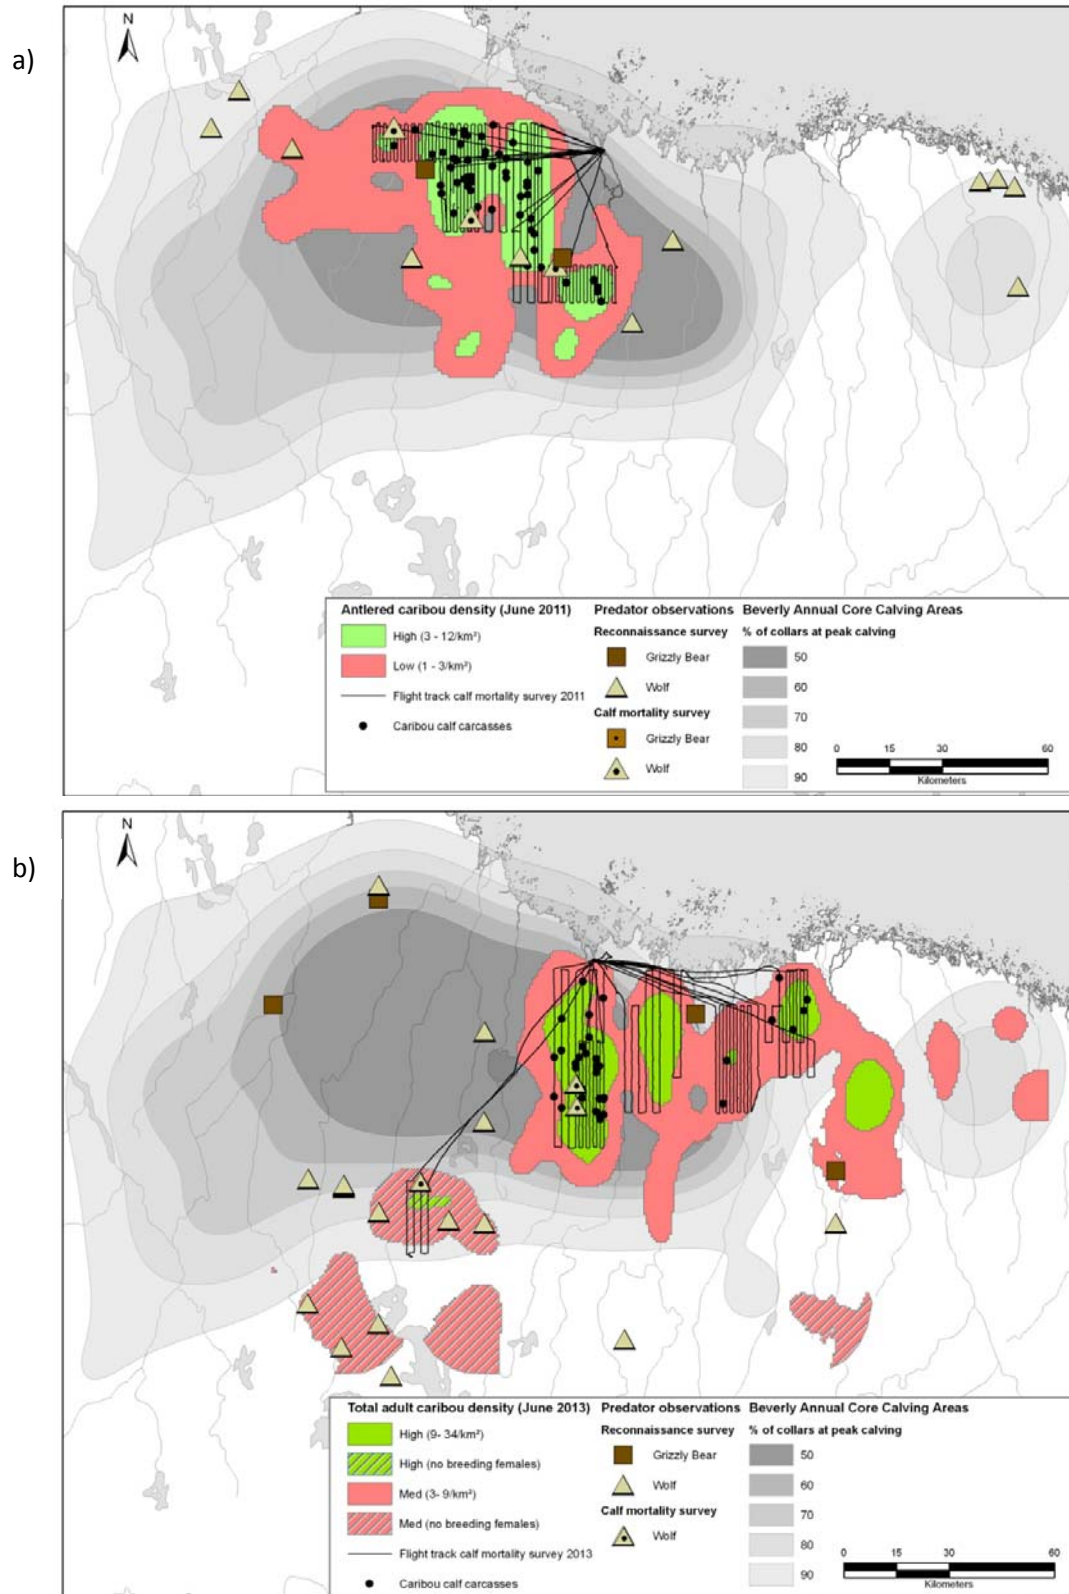 a)
N
Antlered caribou density (June 2011)
High (3 - 12/km²)
Low (1 - 3/km²)
Flight track calf mortality survey 2011
Caribou calf carcasses
Predator observations
Reconnaissance survey
Grizzly Bear
Wolf
Calf mortality survey
Grizzly Bear
Wolf
Beverly Annual Core Calving Areas
% of collars at peak calving
50
60
70
80
90
0 15 30 60
Kilometers
b)
N
Total adult caribou density (June 2013)
High (9- 34/km²)
High (no breeding females)
Med (3- 9/km²)
Med (no breeding females)
Flight track calf mortality survey 2013
Caribou calf carcasses
Predator observations
Reconnaissance survey
Grizzly Bear
Wolf
Calf mortality survey
Wolf
Beverly Annual Core Calving Areas
% of collars at peak calving
50
60
70
80
90
0 15 30 60
Kilometers